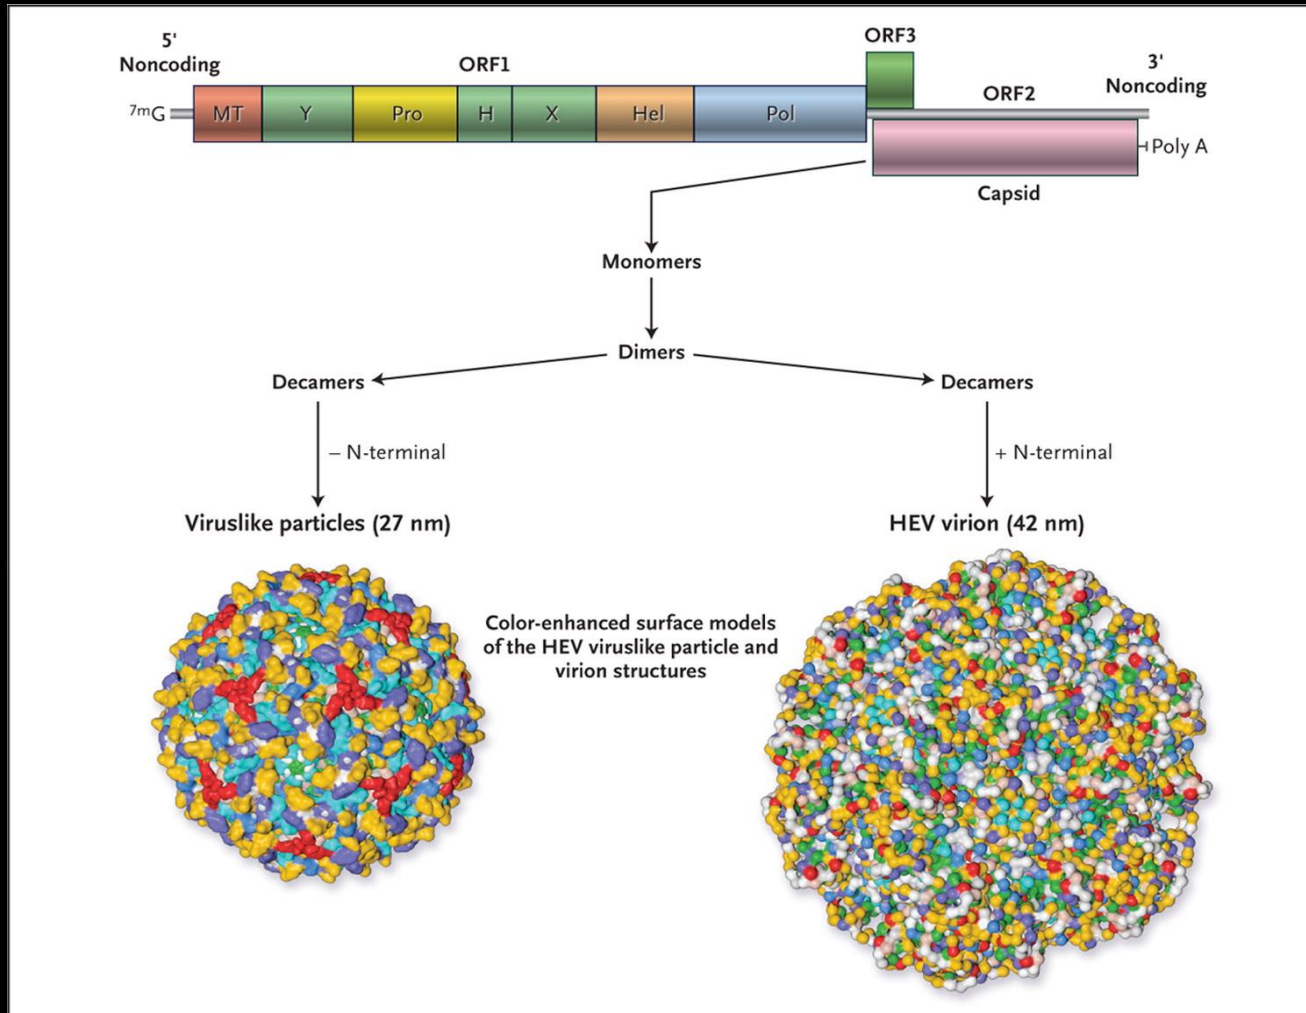 5'
Noncoding
ORF1
ORF3
ORF2
3'
Noncoding
7mG
MT
Y
Pro
H
X
Hel
Pol
Poly A
Capsid
Monomers
Dimers
Decamers
Decamers
– N-terminal
+ N-terminal
Viruslike particles (27 nm)
HEV virion (42 nm)
Color-enhanced surface models
of the HEV viruslike particle and
virion structures